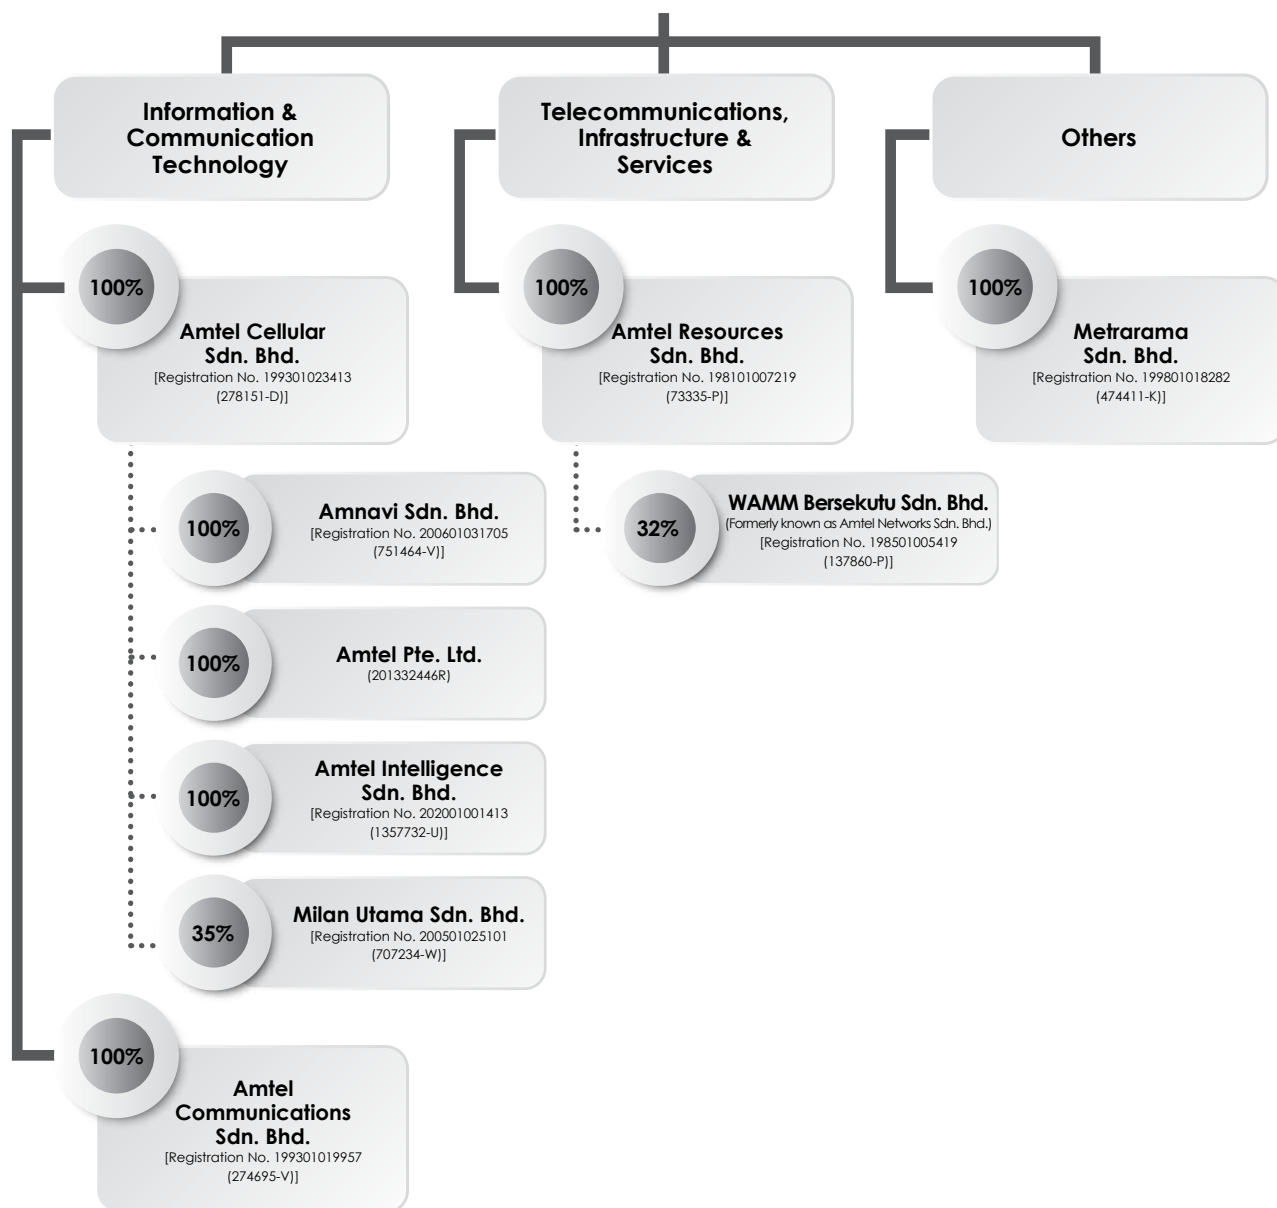 Information &
Communication
Technology
Telecommunications,
Infrastructure &
Services
Others
100%
Amtel Cellular
Sdn. Bhd.
[Registration No. 199301023413
(278151-D)]
100%
Amtel Resources
Sdn. Bhd.
[Registration No. 198101007219
(73335-P)]
100%
Metrarama
Sdn. Bhd.
[Registration No. 199801018282
(474411-K)]
100%
Amnavi Sdn. Bhd.
[Registration No. 200601031705
(751464-V)]
32%
WAMM Bersekutu Sdn. Bhd.
(Formerly known as Amtel Networks Sdn. Bhd.)
[Registration No. 198501005419
(137860-P)]
100%
Amtel Pte. Ltd.
(201332446R)
100%
Amtel Intelligence
Sdn. Bhd.
[Registration No. 202001001413
(1357732-U)]
35%
Milan Utama Sdn. Bhd.
[Registration No. 200501025101
(707234-W)]
100%
Amtel
Communications
Sdn. Bhd.
[Registration No. 199301019957
(274695-V)]